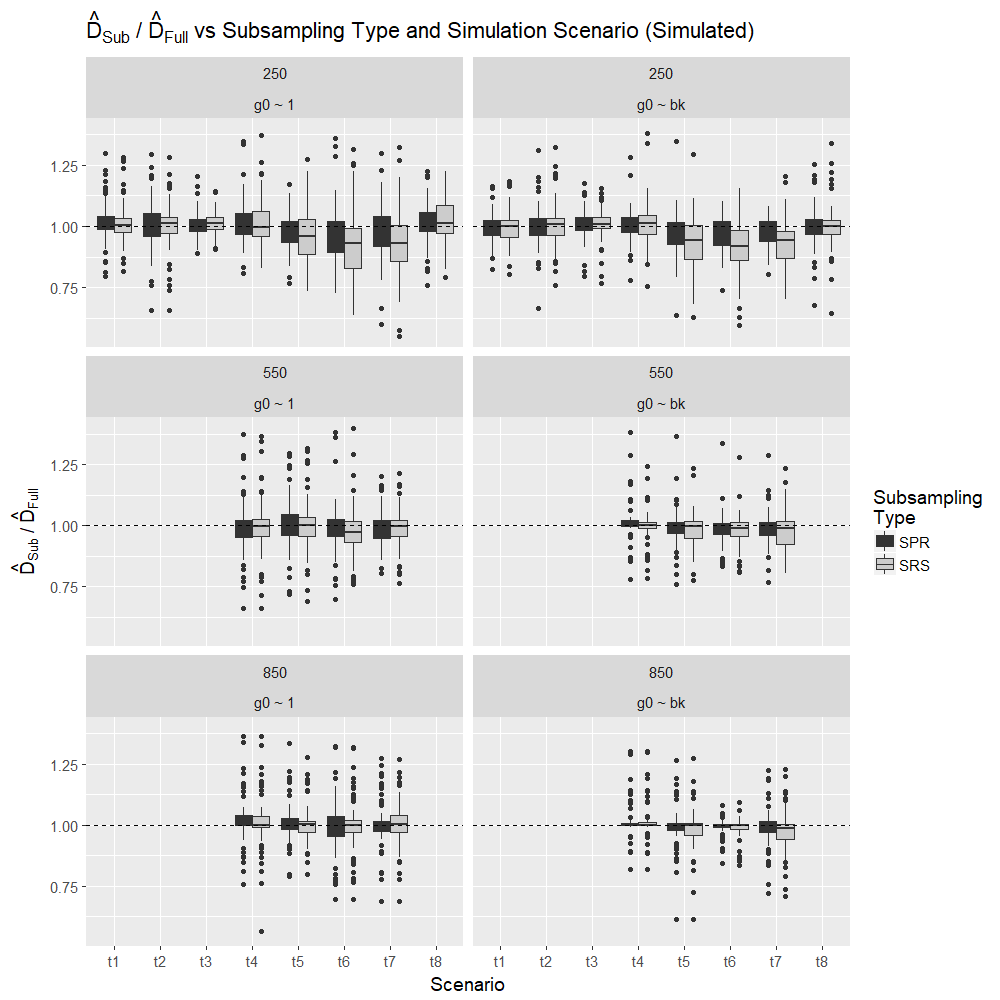 D̂Sub / D̂Full vs Subsampling Type and Simulation Scenario (Simulated)
250
g0 ~ 1
250
g0 ~ bk
1.25
1.00
0.75
550
g0 ~ 1
550
g0 ~ bk
1.25
1.00
0.75
D̂Sub / D̂Full
850
g0 ~ 1
850
g0 ~ bk
1.25
1.00
0.75
t1 t2 t3 t4 t5 t6 t7 t8
t1 t2 t3 t4 t5 t6 t7 t8
Scenario
Subsampling
Type
SPR
SRS